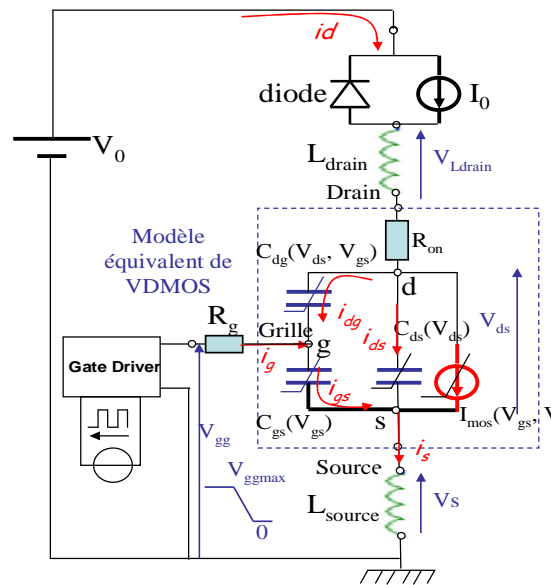 id
diode
I0
V0
Ldrain
VLdrain
Drain
Modèle
équivalent de
VDMOS
Cdg(Vds, Vgs)
Ron
d
Rg
Grille
idg
ids
Cds(Vds)
Vds
ig
g
Gate Driver
igs
Cgs(Vgs)
s
Imos(Vgs, V
Vgg
is
Vggmax
Source
0
Lsource
Vs